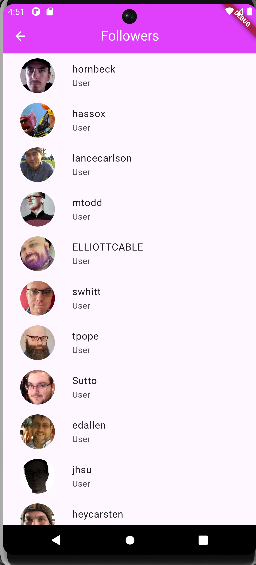 4:51
DEBUG
Followers
hornbeck
User
hassox
User
lancecarlson
User
mtodd
User
ELLIOTTCABLE
User
swhitt
User
tpope
User
Sutto
User
edallen
User
jhsu
User
heycarsten